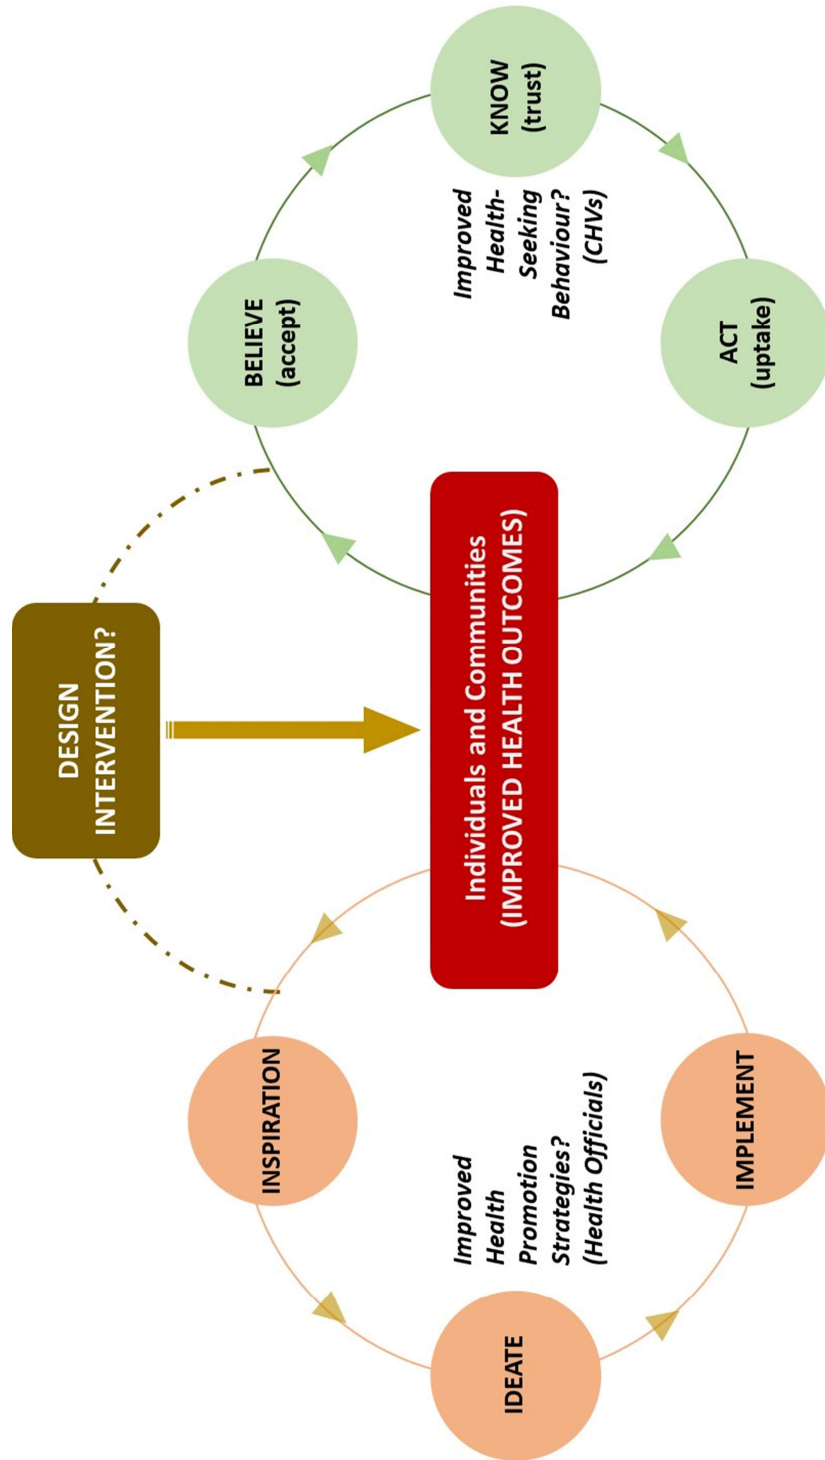 DESIGN
INTERVENTION?
INSPIRATION
BELIEVE
(accept)
IDEATE
Improved
Health
Promotion
Strategies?
(Health Officials)
Individuals and Communities
(IMPROVED HEALTH OUTCOMES)
Improved
Health-
Seeking
Behaviour?
(CHVs)
KNOW
(trust)
IMPLEMENT
ACT
(uptake)